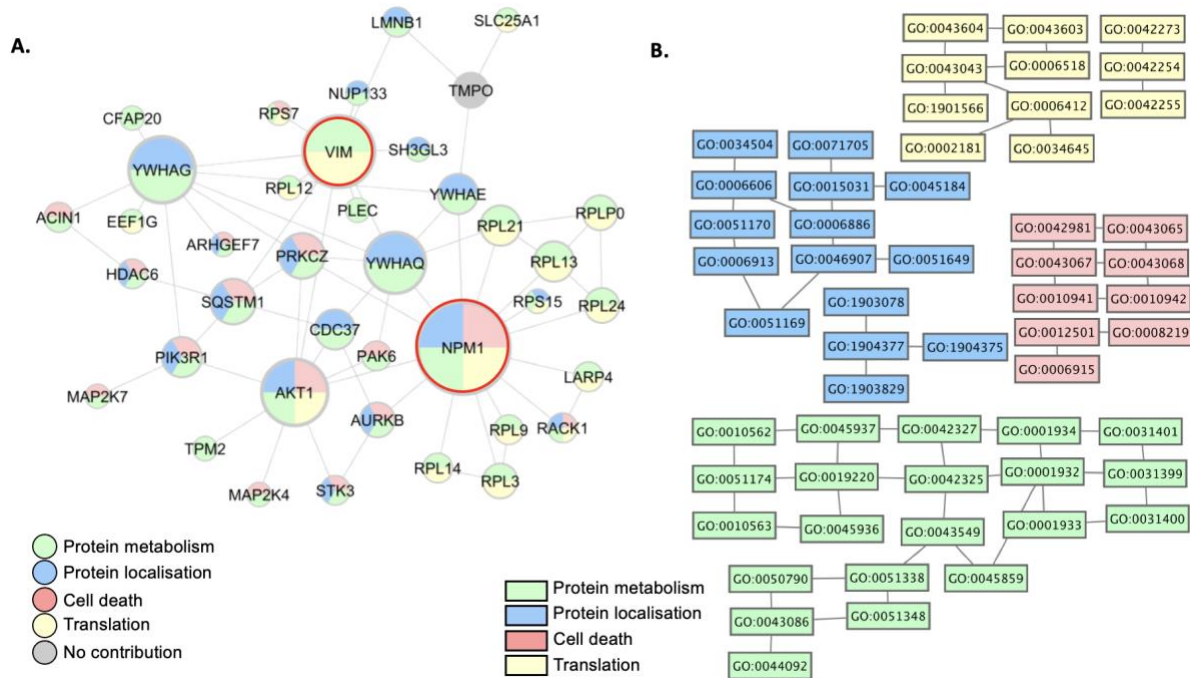 A.
LMNB1
SLC25A1
NUP133
TMPO
CFAP20
RPS7
VIM
SH3GL3
YWHAG
RPL12
YWHAE
PLEC
RPL21
RPLP0
ACIN1
EEF1G
ARHGEF7
PRKCZ
YWHAQ
RPL13
HDAC6
SQSTM1
RPS15
RPL24
CDC37
NPM1
PIK3R1
PAK6
MAP2K7
AKT1
LARP4
AURKB
RPL9
RACK1
TPM2
RPL14
RPL3
MAP2K4
STK3
Protein metabolism
Protein localisation
Cell death
Translation
No contribution
B.
GO:0043604
GO:0043603
GO:0042273
GO:0043043
GO:0006518
GO:0042254
GO:1901566
GO:0006412
GO:0042255
GO:0002181
GO:0034645
GO:0034504
GO:0071705
GO:0006606
GO:0015031
GO:0045184
GO:0051170
GO:0006886
GO:0006913
GO:0046907
GO:0051649
GO:0051169
GO:1903078
GO:1904377
GO:1904375
GO:1903829
GO:0042981
GO:0043065
GO:0043067
GO:0043068
GO:0010941
GO:0010942
GO:0012501
GO:0008219
GO:0006915
GO:0010562
GO:0045937
GO:0042327
GO:0001934
GO:0031401
GO:0051174
GO:0019220
GO:0042325
GO:0001932
GO:0031399
GO:0010563
GO:0045936
GO:0043549
GO:0001933
GO:0031400
GO:0050790
GO:0051338
GO:0045859
GO:0043086
GO:0051348
GO:0044092
Protein metabolism
Protein localisation
Cell death
Translation